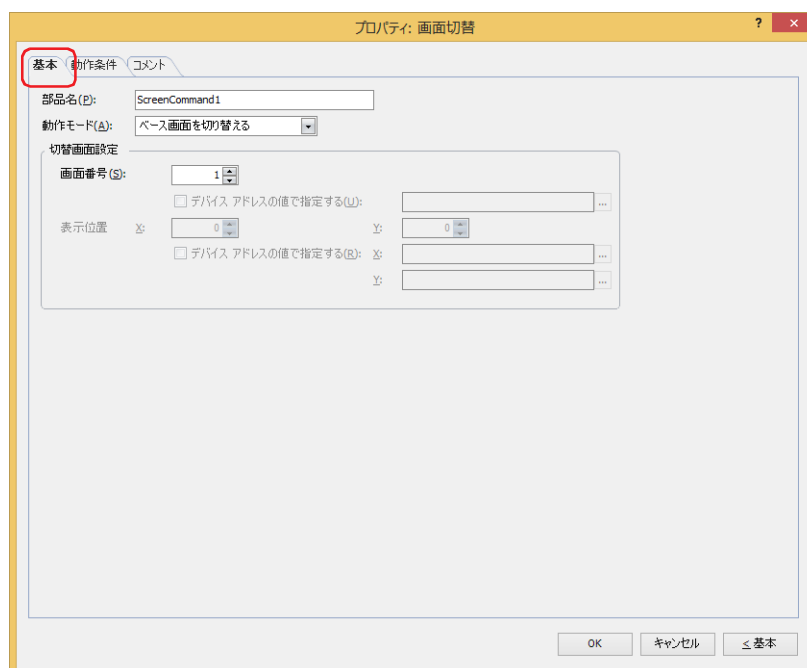 プロパティ: 画面切替
? ×
基本 動作条件 コメント
部品名(P): ScreenCommand1
動作モード(A): ベース画面を切り替える
切替画面設定
画面番号(S): 1
デバイス アドレスの値で指定する(U): ...
表示位置 X: 0 Y: 0
デバイス アドレスの値で指定する(R): X: ...
Y: ...
OK キャンセル < 基本